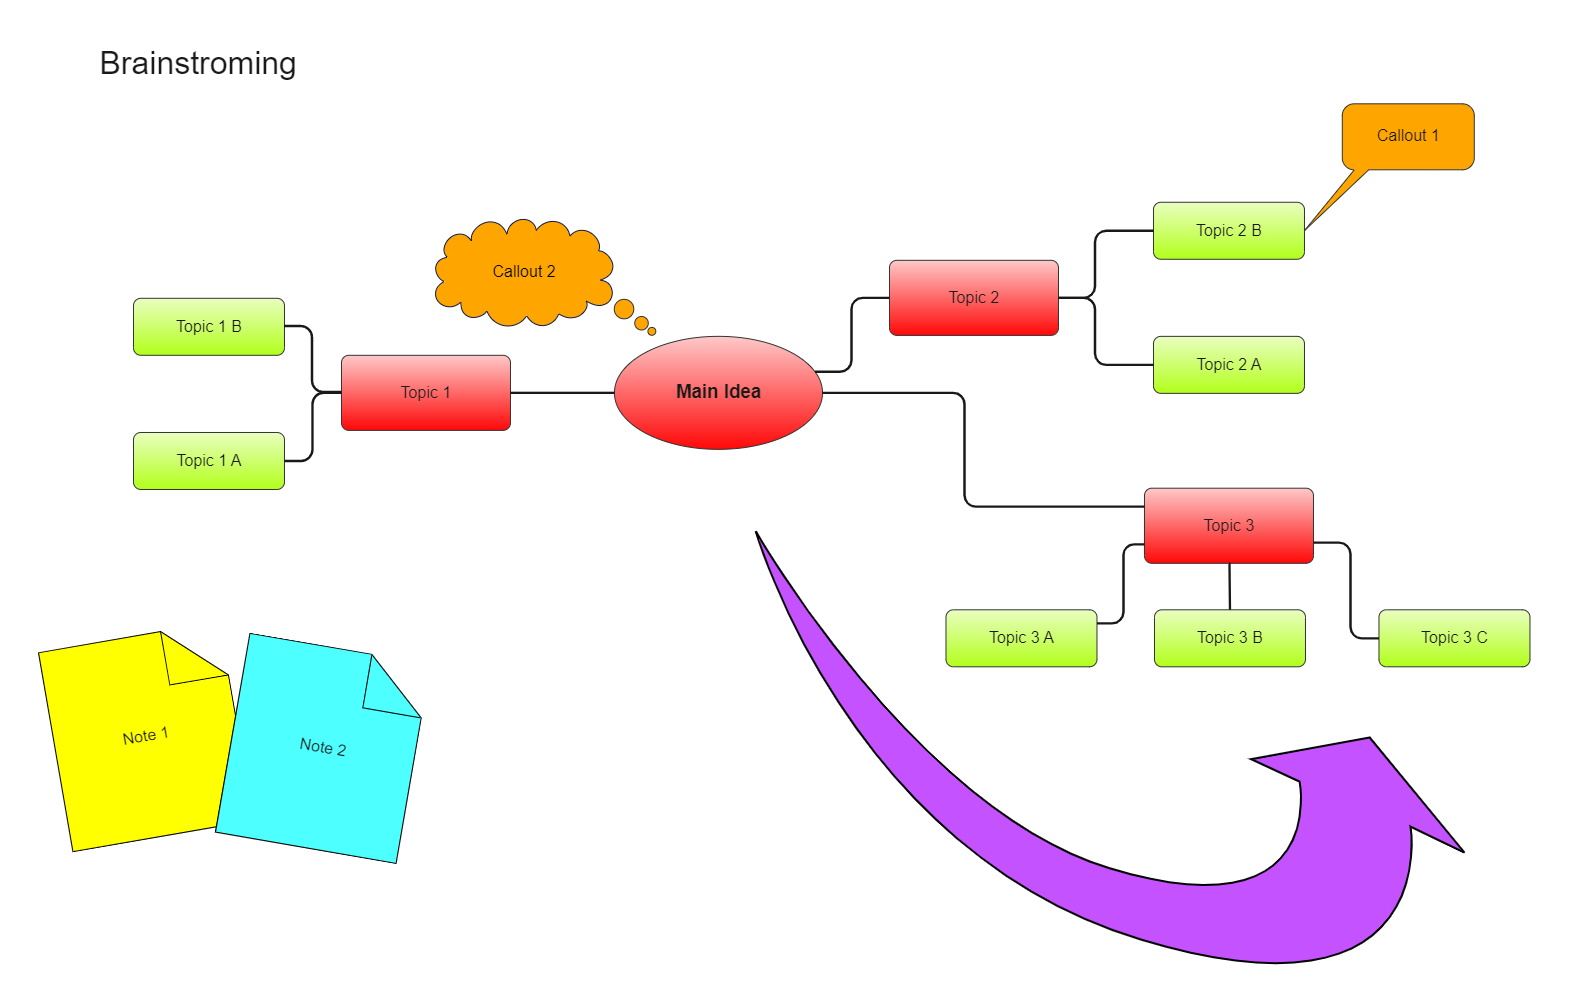 Brainstroming
Callout 1
Topic 2 B
Callout 2
Topic 2
Topic 1 B
Topic 2 A
Topic 1
Main Idea
Topic 1 A
Topic 3
Topic 3 A
Topic 3 B
Topic 3 C
Note 1
Note 2